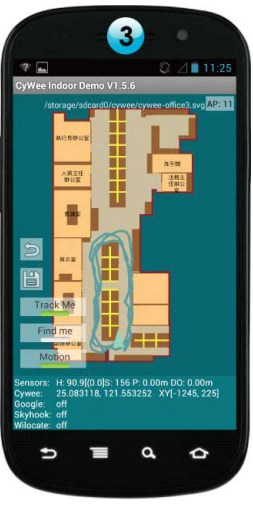 3
11:25
CyWee Indoor Demo V1.5.6
/storage/sdcard0/cywee/cywee-office3.svg AP: 11
執行長辦公室
洗手間
人資主任
辦公室
法務主
任辦公
室
展示室
Track Me
Find me
Motion
Sensors: H: 90.9[(0.0]S: 156 P: 0.00m DO: 0.00m
Cywee: 25.083118, 121.553252 XY[-1245, 225]
Google: off
Skyhook: off
Wilocate: off